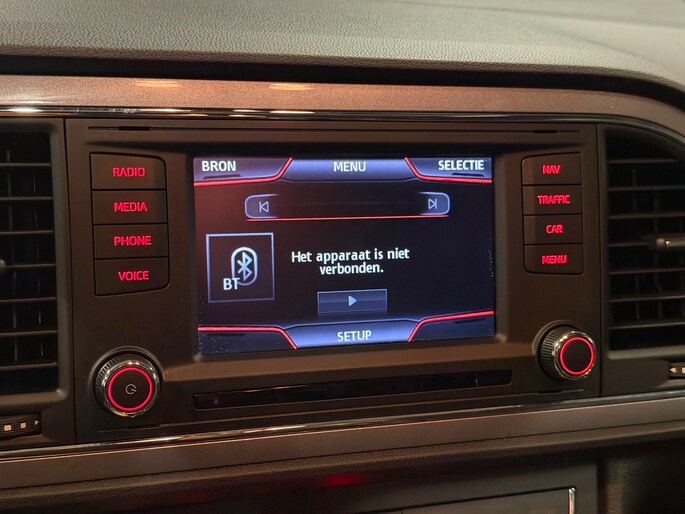 BRON MENU SELECTIE
RADIO
MEDIA
PHONE
VOICE
Het apparaat is niet
verbonden.
BT
SETUP
NAV
TRAFFIC
CAR
MENU